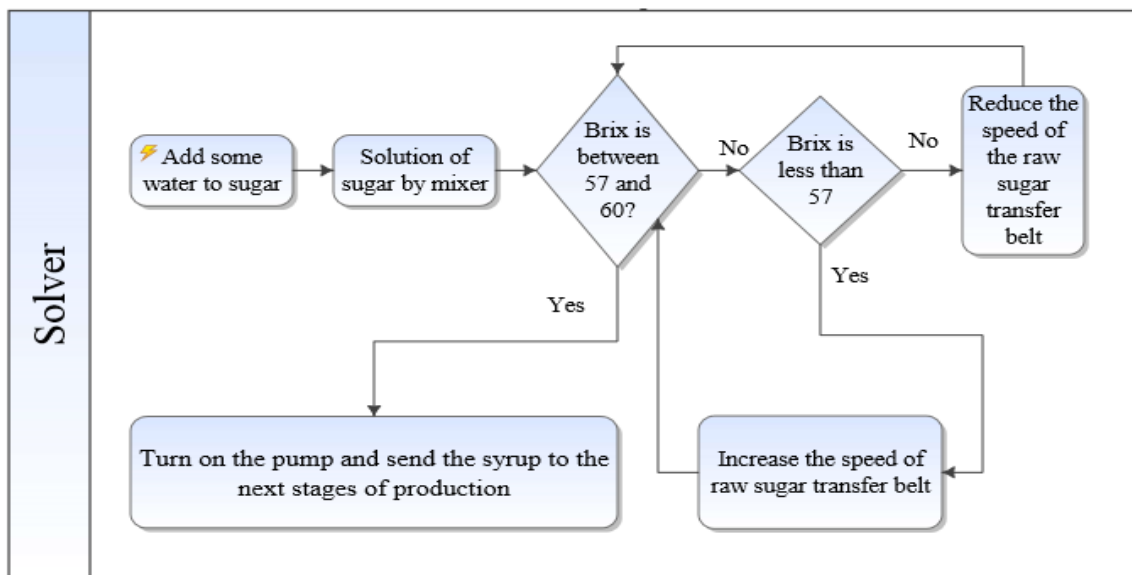 Solver
Add some
water to sugar
Solution of
sugar by mixer
Brix is
between
57 and
60?
No
Brix is
less than
57
No
Reduce the
speed of
the raw
sugar
transfer
belt
Yes
Yes
Turn on the pump and send the syrup to the
next stages of production
Increase the speed of
raw sugar transfer belt